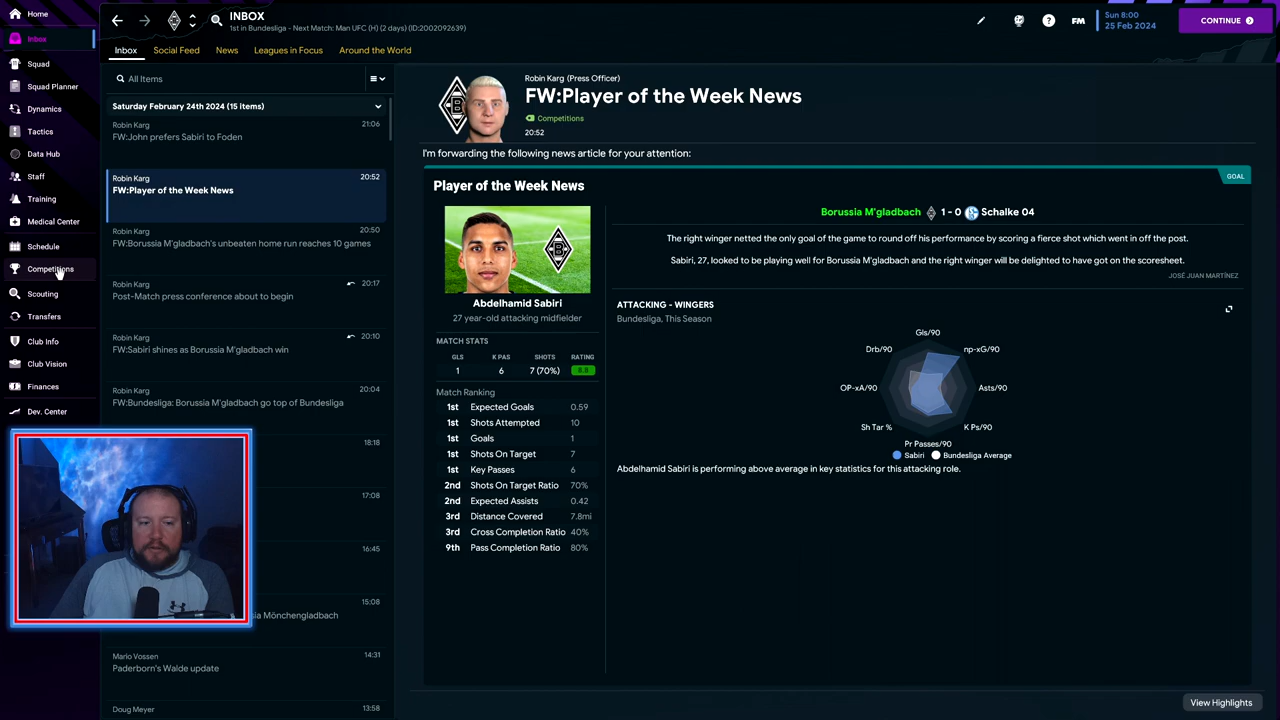 Home
Inbox
Squad
Squad Planner
Dynamics
Tactics
Data Hub
Staff
Training
Medical Center
Schedule
Competitions
Scouting
Transfers
Club Info
Club Vision
Finances
Dev. Center
INBOX
1st in Bundesliga - Next Match: Man UFC (H) (2 days) (ID:2002092639)
FM
Sun 8:00
25 Feb 2024
CONTINUE
Inbox
Social Feed
News
Leagues in Focus
Around the World
All Items
Saturday February 24th 2024 (15 items)
Robin Karg 21:06
FW:John prefers Sabiri to Foden
Robin Karg 20:52
FW:Player of the Week News
Robin Karg 20:50
FW:Borussia M'gladbach's unbeaten home run reaches 10 games
Robin Karg 20:17
Post-Match press conference about to begin
Robin Karg 20:10
FW:Sabiri shines as Borussia M'gladbach win
Robin Karg 20:04
FW:Bundesliga: Borussia M'gladbach go top of Bundesliga
18:18
17:08
16:45
15:08
sia Mönchengladbach
Mario Vossen 14:31
Paderborn's Walde update
Doug Meyer 13:58
Robin Karg (Press Officer)
FW:Player of the Week News
Competitions
20:52
I'm forwarding the following news article for your attention:
Player of the Week News
GOAL
Abdelhamid Sabiri
27 year-old attacking midfielder
MATCH STATS
GLS K PAS SHOTS RATING
1 6 7 (70%) 8.8
Match Ranking
1st Expected Goals 0.59
1st Shots Attempted 10
1st Goals 1
1st Shots On Target 7
1st Key Passes 6
2nd Shots On Target Ratio 70%
2nd Expected Assists 0.42
3rd Distance Covered 7.8mi
3rd Cross Completion Ratio 40%
9th Pass Completion Ratio 80%
Borussia M'gladbach 1 - 0 Schalke 04
The right winger netted the only goal of the game to round off his performance by scoring a fierce shot which went in off the post.
Sabiri, 27, looked to be playing well for Borussia M'gladbach and the right winger will be delighted to have got on the scoresheet.
JOSÉ JUAN MARTÍNEZ
ATTACKING - WINGERS
Bundesliga, This Season
Gls/90
np-xG/90
Asts/90
K Ps/90
Pr Passes/90
Sh Tar %
OP-xA/90
Drb/90
Sabiri
Bundesliga Average
Abdelhamid Sabiri is performing above average in key statistics for this attacking role.
View Highlights